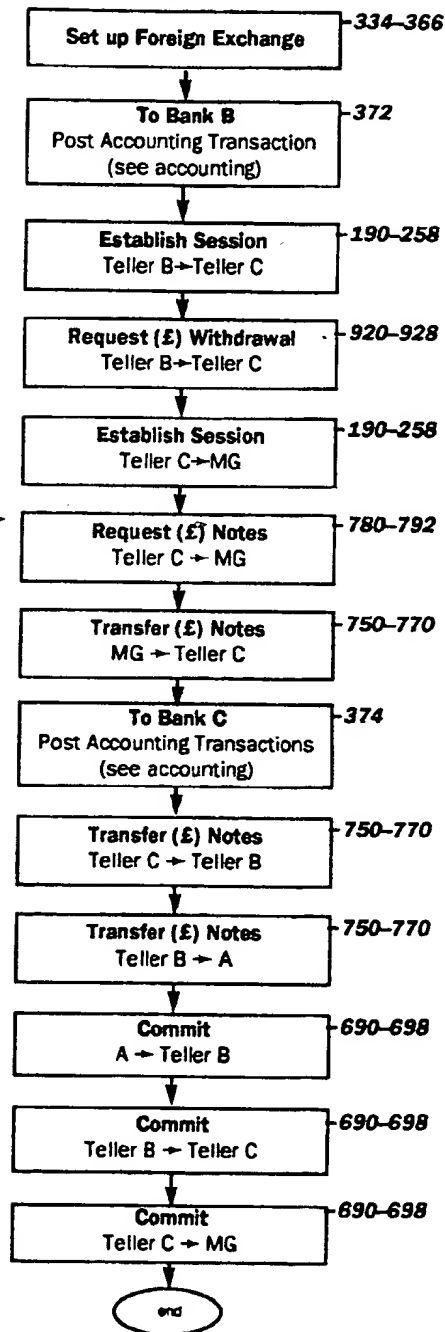 Set up Foreign Exchange
334–366
To Bank B
372
Post Accounting Transaction
(see accounting)
Establish Session
190–258
Teller B→Teller C
Request (£) Withdrawal
920–928
Teller B→Teller C
Establish Session
190–258
Teller C→MG
Request (£) Notes
780–792
Teller C → MG
Transfer (£) Notes
750–770
MG → Teller C
To Bank C
374
Post Accounting Transactions
(see accounting)
Transfer (£) Notes
750–770
Teller C → Teller B
Transfer (£) Notes
750–770
Teller B → A
Commit
690–698
A → Teller B
Commit
690–698
Teller B → Teller C
Commit
690–698
Teller C → MG
end